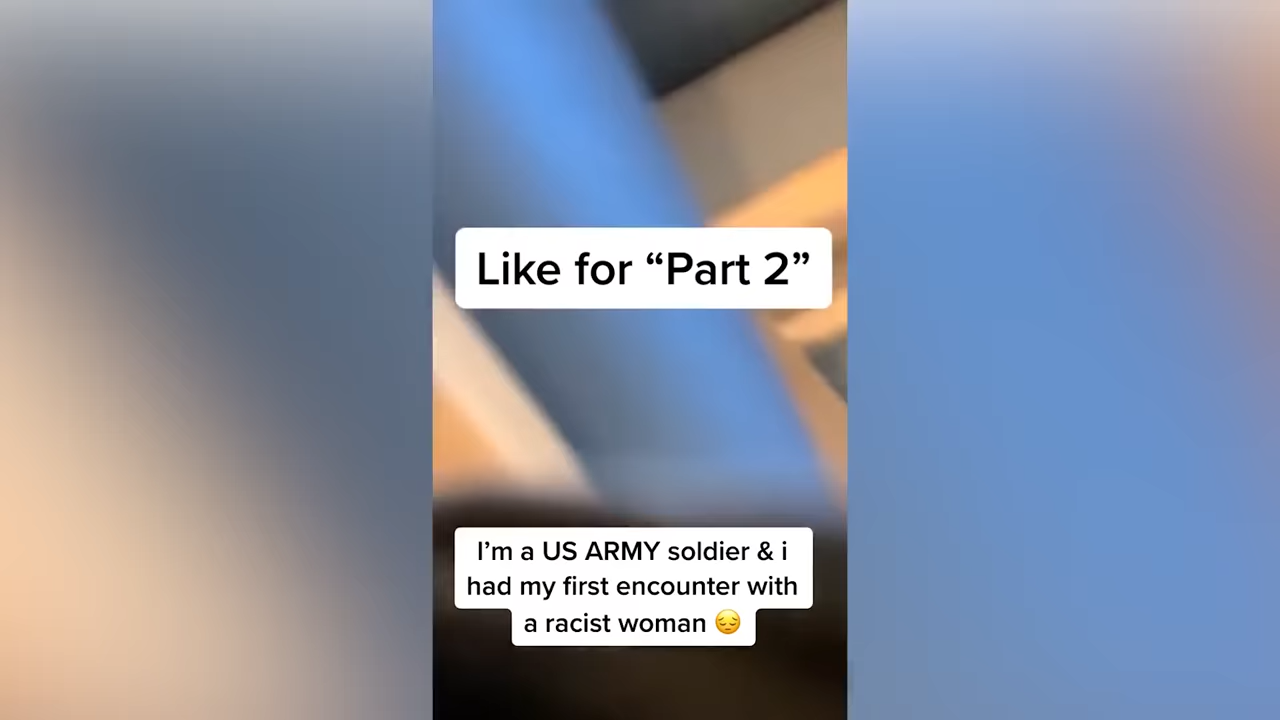 Like for “Part 2”
I’m a US ARMY soldier & i
had my first encounter with
a racist woman 😔